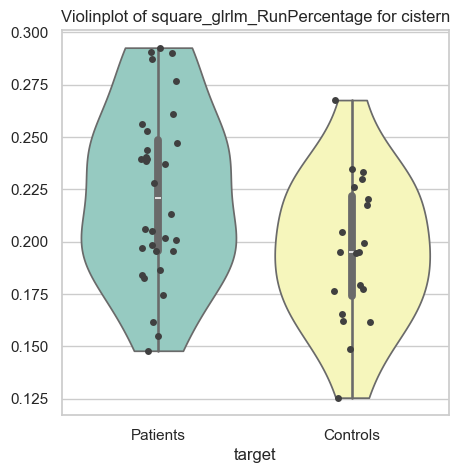 Violinplot of square_glrlm_RunPercentage for cistern
0.300
0.275
0.250
0.225
0.200
0.175
0.150
0.125
Patients Controls
target